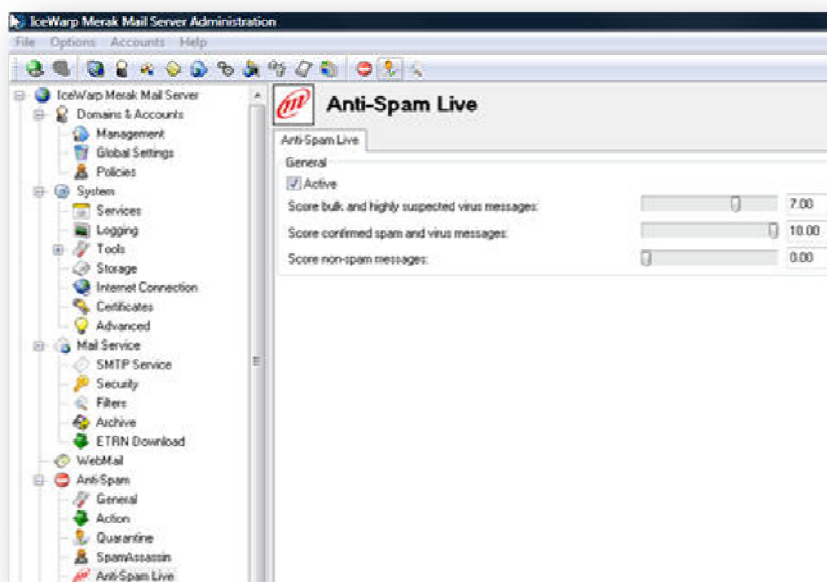 IceWarp Merak Mail Server Administration
File Options Accounts Help
IceWarp Merak Mail Server
Domains & Accounts
Management
Global Settings
Policies
System
Services
Logging
Tools
Storage
Internet Connection
Certificates
Advanced
Mail Service
SMTP Service
Security
Filters
Archive
ETRN Download
WebMail
Anti-Spam
General
Action
Quarantine
SpamAssassin
Anti-Spam Live
m
Anti-Spam Live
Anti-Spam Live
General
Active
Score bulk and highly suspected virus messages: 7.00
Score confirmed spam and virus messages: 10.00
Score non-spam messages: 0.00